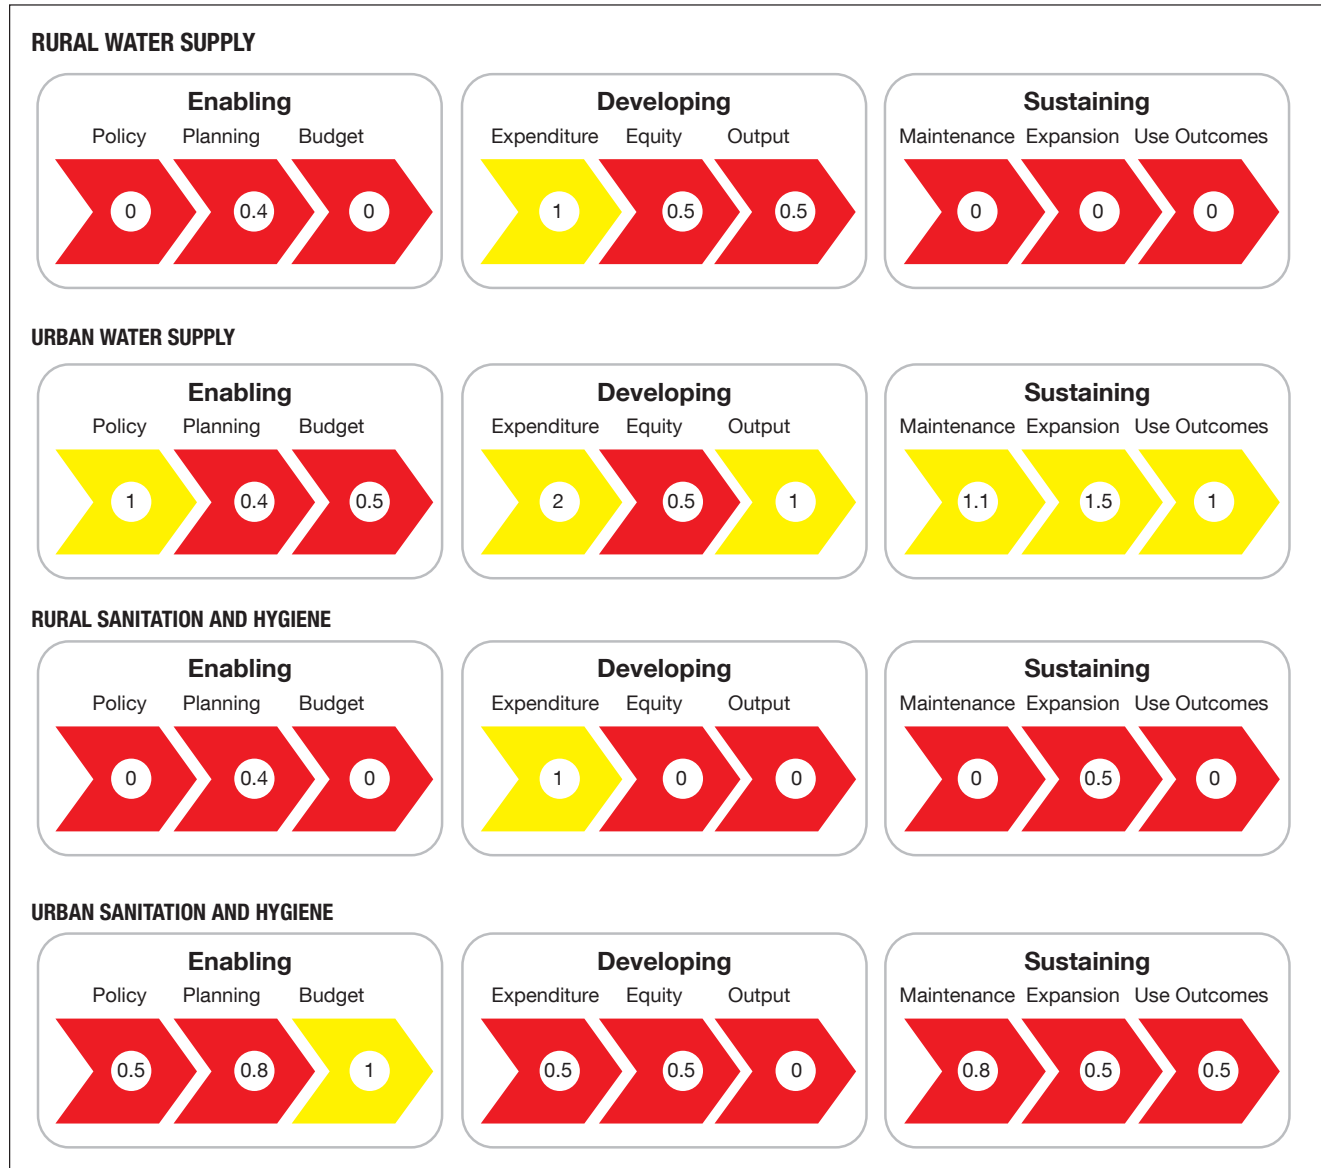 RURAL WATER SUPPLY
Enabling Developing Sustaining
Policy Planning Budget Expenditure Equity Output Maintenance Expansion Use Outcomes
0 0.4 0 1 0.5 0.5 0 0 0
URBAN WATER SUPPLY
Enabling Developing Sustaining
Policy Planning Budget Expenditure Equity Output Maintenance Expansion Use Outcomes
1 0.4 0.5 2 0.5 1 1.1 1.5 1
RURAL SANITATION AND HYGIENE
Enabling Developing Sustaining
Policy Planning Budget Expenditure Equity Output Maintenance Expansion Use Outcomes
0 0.4 0 1 0 0 0 0.5 0
URBAN SANITATION AND HYGIENE
Enabling Developing Sustaining
Policy Planning Budget Expenditure Equity Output Maintenance Expansion Use Outcomes
0.5 0.8 1 0.5 0.5 0 0.8 0.5 0.5